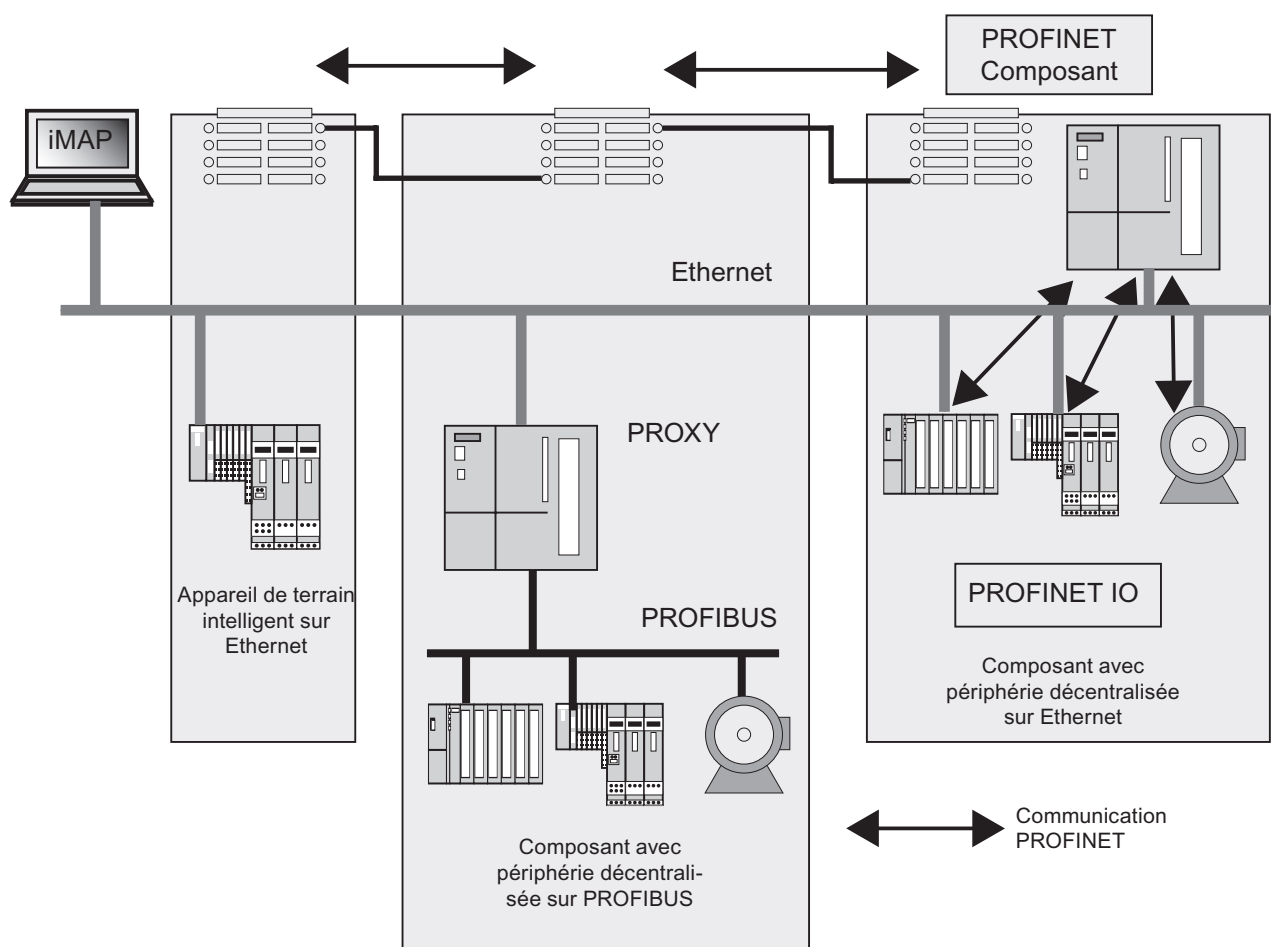 PROFINET
Composant
iMAP
Ethernet
PROXY
PROFIBUS
Appareil de terrain
intelligent sur
Ethernet
PROFINET IO
Composant avec
périphérie décentralisée
sur Ethernet
Composant avec
périphérie décentrali-
sée sur PROFIBUS
Communication
PROFINET